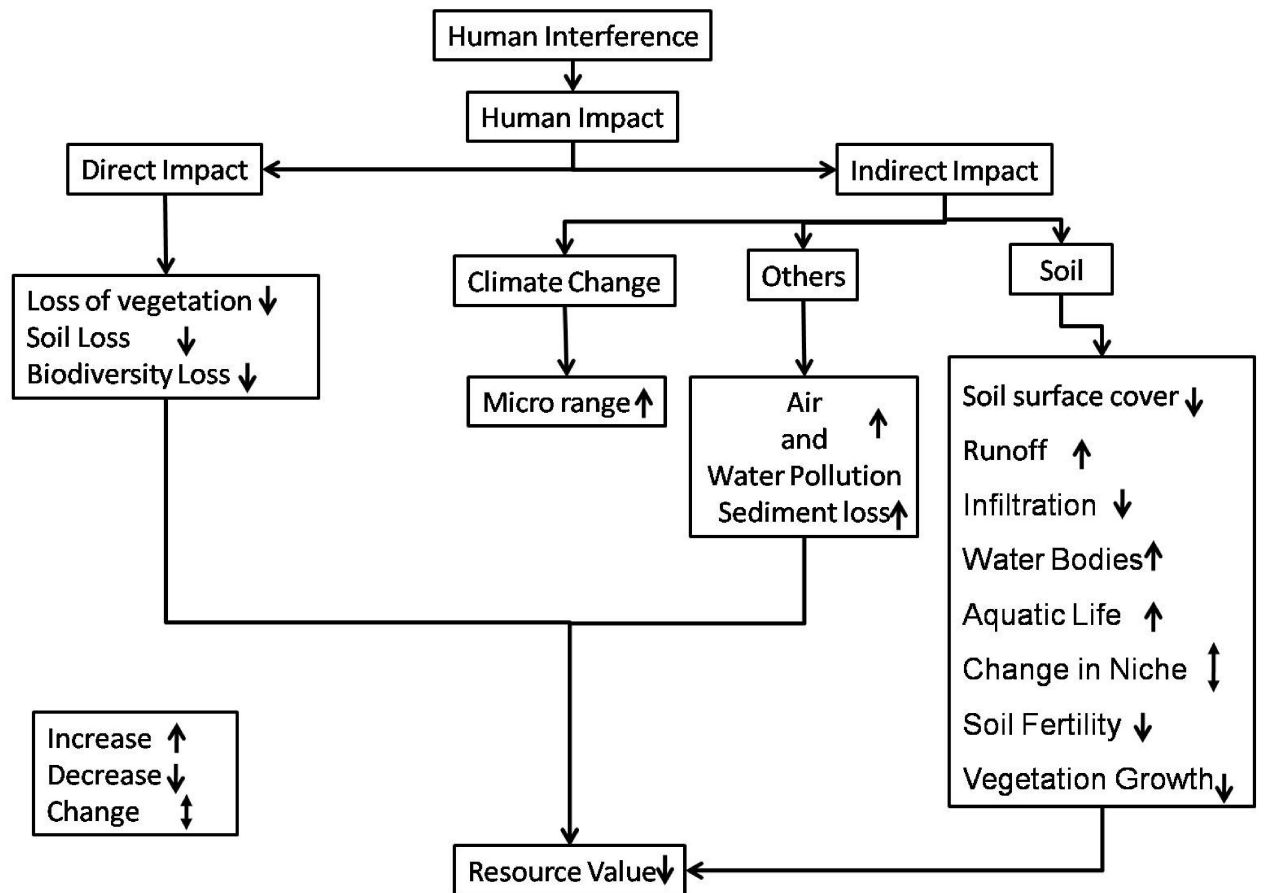 Human Interference
Human Impact
Direct Impact
Indirect Impact
Climate Change
Others
Soil
Loss of vegetation ↓
Soil Loss ↓
Biodiversity Loss ↓
Micro range ↑
Air
and ↑
Water Pollution
Sediment loss ↑
Soil surface cover ↓
Runoff ↑
Infiltration ↓
Water Bodies ↑
Aquatic Life ↑
Change in Niche ↕
Soil Fertility ↓
Vegetation Growth ↓
Increase ↑
Decrease ↓
Change ↕
Resource Value ↓